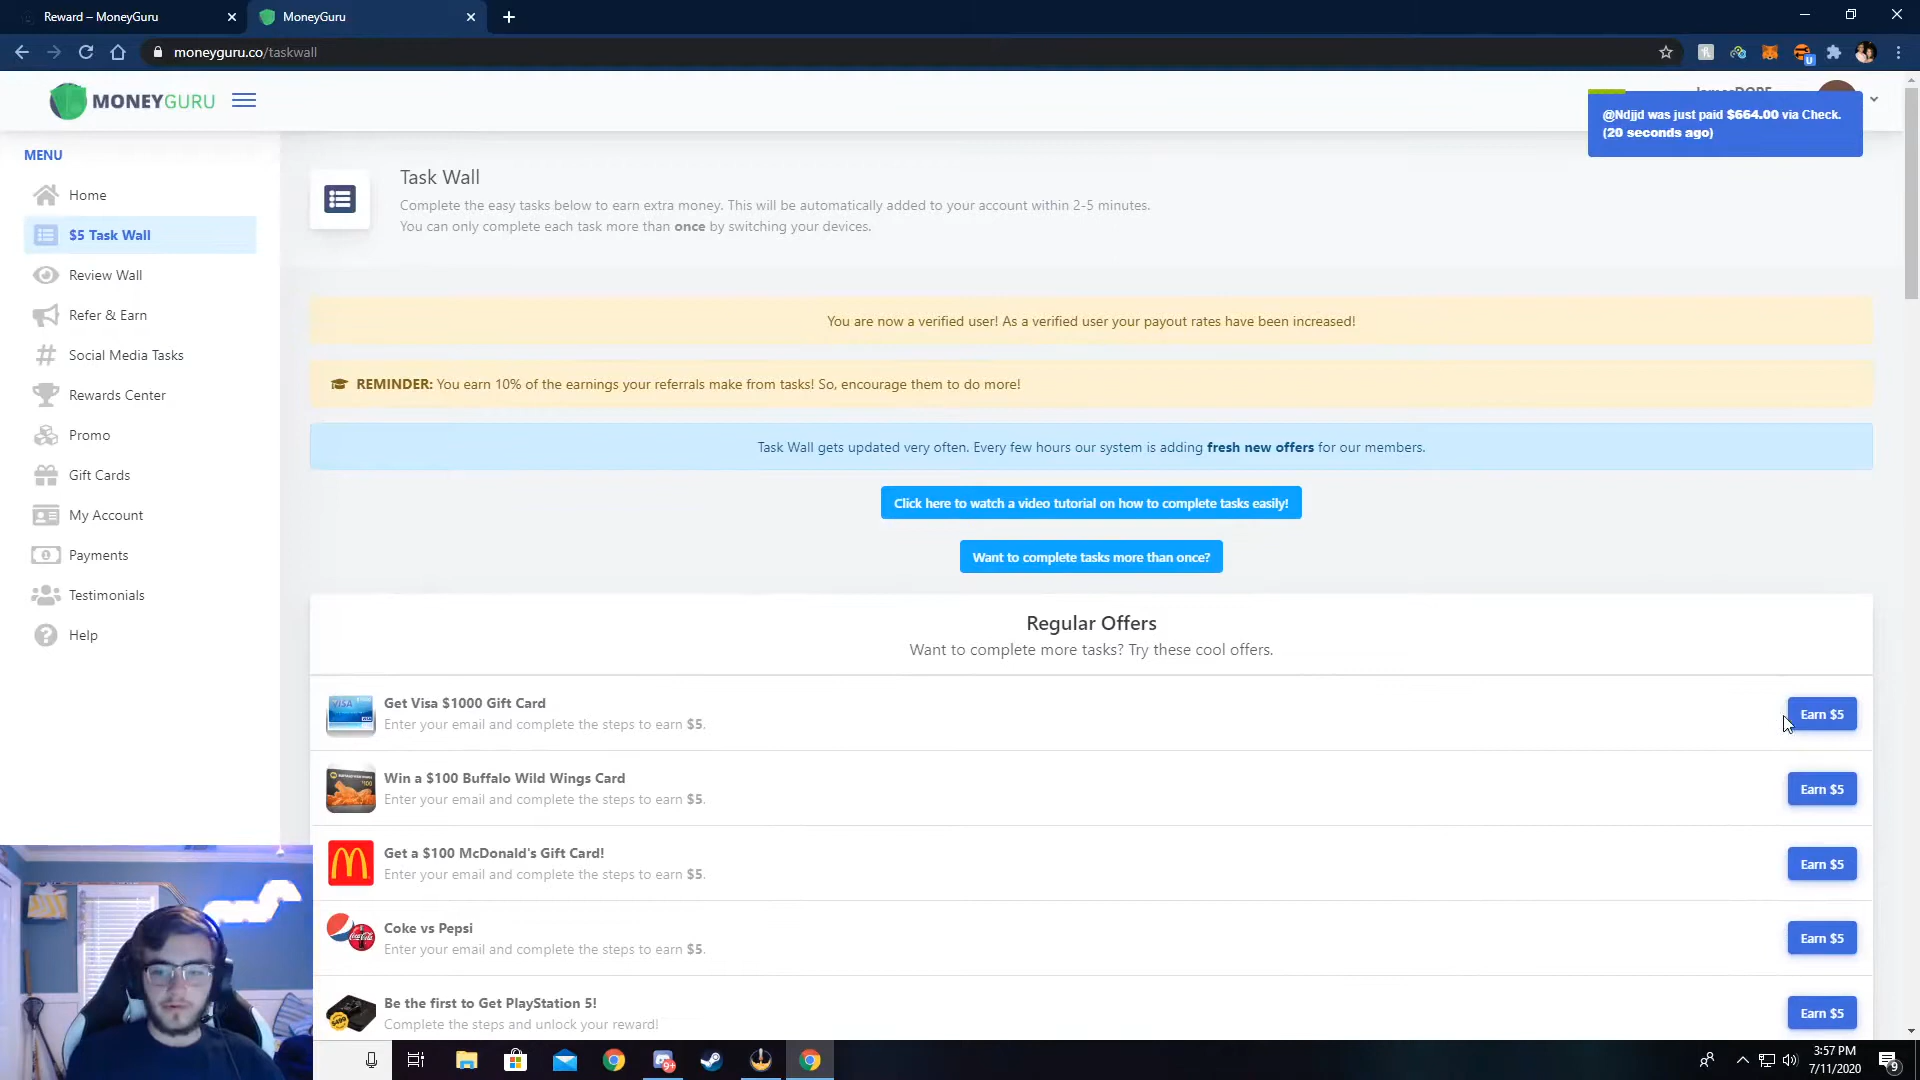 Reward – MoneyGuru
MoneyGuru
moneyguru.co/taskwall
MONEYGURU
@Ndjjd was just paid $664.00 via Check.
(20 seconds ago)
MENU
Home
$5 Task Wall
Review Wall
Refer & Earn
Social Media Tasks
Rewards Center
Promo
Gift Cards
My Account
Payments
Testimonials
Help
Task Wall
Complete the easy tasks below to earn extra money. This will be automatically added to your account within 2-5 minutes.
You can only complete each task more than once by switching your devices.
You are now a verified user! As a verified user your payout rates have been increased!
REMINDER: You earn 10% of the earnings your referrals make from tasks! So, encourage them to do more!
Task Wall gets updated very often. Every few hours our system is adding fresh new offers for our members.
Click here to watch a video tutorial on how to complete tasks easily!
Want to complete tasks more than once?
Regular Offers
Want to complete more tasks? Try these cool offers.
VISA
Get Visa $1000 Gift Card
Enter your email and complete the steps to earn $5.
Earn $5
Win a $100 Buffalo Wild Wings Card
Enter your email and complete the steps to earn $5.
Earn $5
Get a $100 McDonald's Gift Card!
Enter your email and complete the steps to earn $5.
Earn $5
Coke vs Pepsi
Enter your email and complete the steps to earn $5.
Earn $5
Be the first to Get PlayStation 5!
Complete the steps and unlock your reward!
Earn $5
3:57 PM
7/11/2020